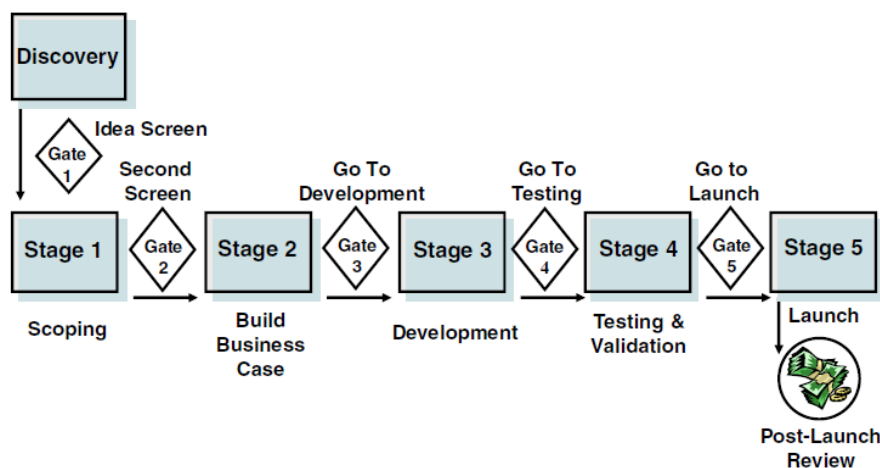 Discovery
Idea Screen
Gate
1
Second
Screen
Go To
Development
Go To
Testing
Go to
Launch
Stage 1
Gate
2
Stage 2
Gate
3
Stage 3
Gate
4
Stage 4
Gate
5
Stage 5
Scoping
Build
Business
Case
Development
Testing &
Validation
Launch
Post-Launch
Review